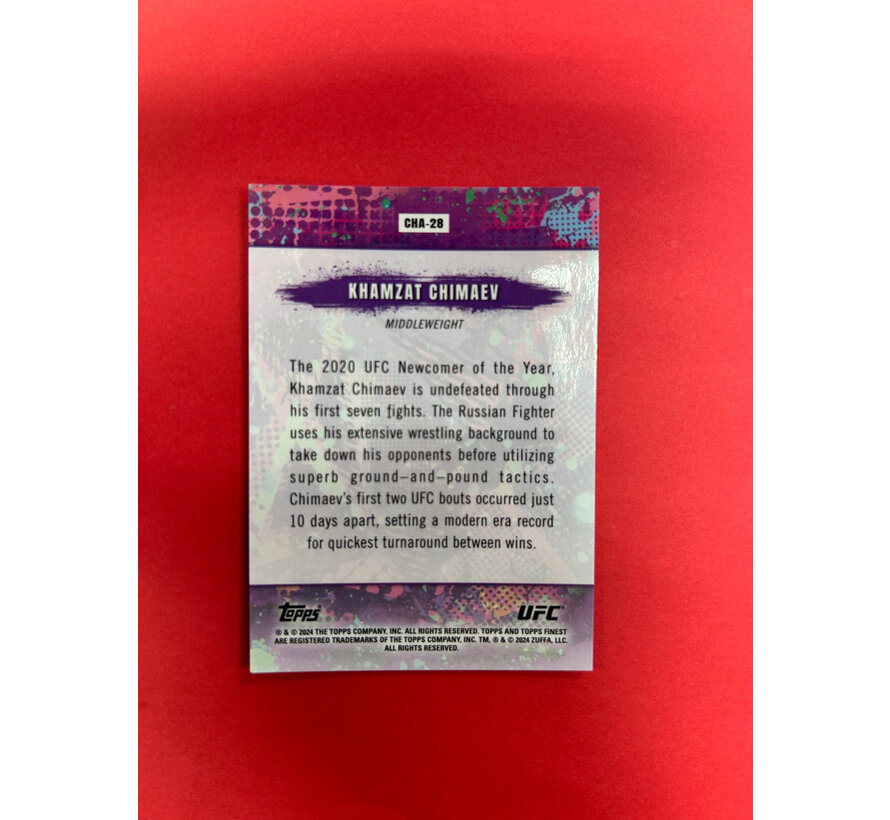 CHA-28
KHAMZAT CHIMAEV
MIDDLEWEIGHT
The 2020 UFC Newcomer of the Year,
Khamzat Chimaev is undefeated through
his first seven fights. The Russian Fighter
uses his extensive wrestling background to
take down his opponents before utilizing
superb ground–and–pound tactics.
Chimaev's first two UFC bouts occurred just
10 days apart, setting a modern era record
for quickest turnaround between wins.
Topps UFC®
® & © 2024 THE TOPPS COMPANY, INC. ALL RIGHTS RESERVED. TOPPS AND TOPPS FINEST
ARE REGISTERED TRADEMARKS OF THE TOPPS COMPANY, INC. TM, ® & © 2024 ZUFFA, LLC.
ALL RIGHTS RESERVED.